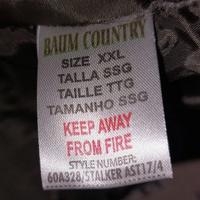 BAUM COUNTRY
SIZE XXL
TALLA SSG
TAILLE TTG
TAMANHO SSG
KEEP AWAY
FROM FIRE
STYLE NUMBER:
60A328/STALKER AST17/4